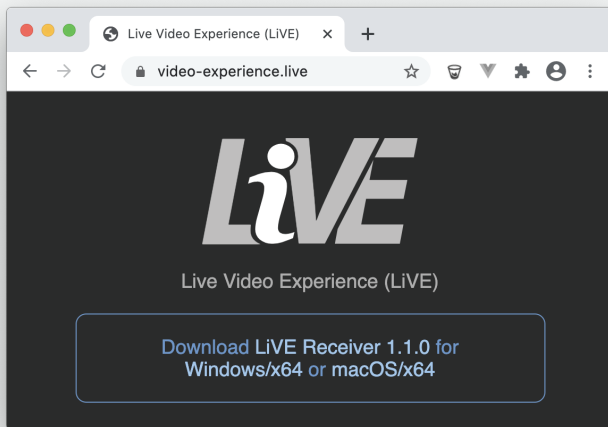 Live Video Experience (LiVE)
video-experience.live
LiVE
Live Video Experience (LiVE)
Download LiVE Receiver 1.1.0 for
Windows/x64 or macOS/x64